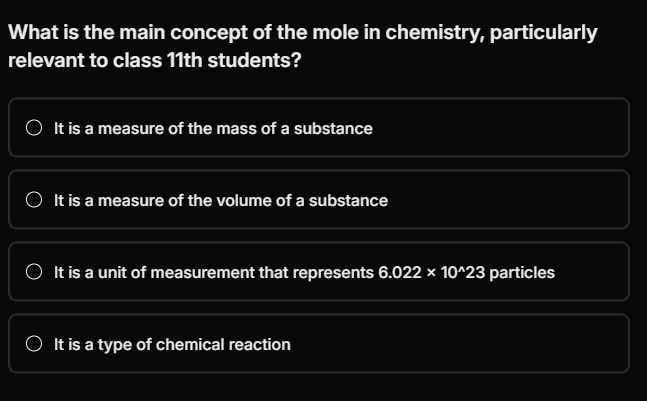 What is the main concept of the mole in chemistry, particularly
relevant to class 11th students?
It is a measure of the mass of a substance
It is a measure of the volume of a substance
It is a unit of measurement that represents 6.022 × 10^23 particles
It is a type of chemical reaction